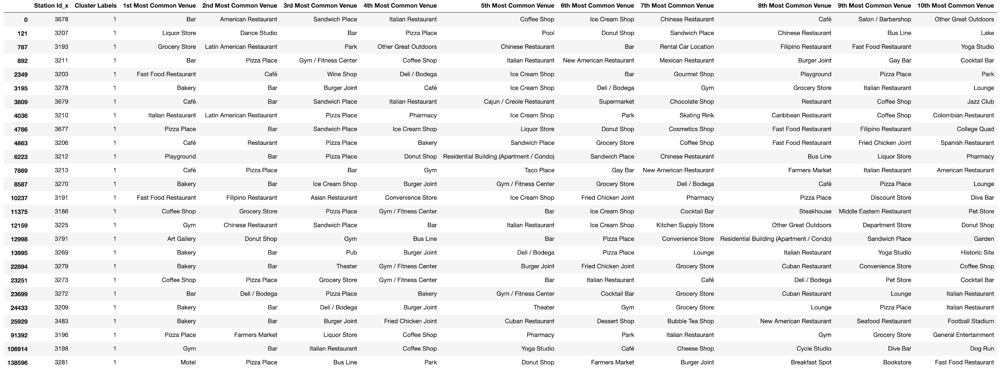 Station Id_x Cluster Labels 1st Most Common Venue 2nd Most Common Venue 3rd Most Common Venue 4th Most Common Venue 5th Most Common Venue 6th Most Common Venue 7th Most Common Venue 8th Most Common Venue 9th Most Common Venue 10th Most Common Venue
0 3678 1 Bar American Restaurant Sandwich Place Italian Restaurant Coffee Shop Ice Cream Shop Chinese Restaurant Café Salon / Barbershop Other Great Outdoors
121 3207 1 Liquor Store Dance Studio Bar Pizza Place Pool Donut Shop Sandwich Place Chinese Restaurant Bus Line Lake
787 3193 1 Grocery Store Latin American Restaurant Park Other Great Outdoors Chinese Restaurant Bar Rental Car Location Filipino Restaurant Fast Food Restaurant Yoga Studio
892 3211 1 Bar Pizza Place Gym / Fitness Center Coffee Shop Italian Restaurant New American Restaurant Mexican Restaurant Burger Joint Gay Bar Cocktail Bar
2349 3203 1 Fast Food Restaurant Café Wine Shop Deli / Bodega Ice Cream Shop Bar Gourmet Shop Playground Pizza Place Park
3195 3278 1 Bakery Bar Burger Joint Café Ice Cream Shop Deli / Bodega Gym Grocery Store Italian Restaurant Lounge
3809 3679 1 Café Bar Sandwich Place Italian Restaurant Cajun / Creole Restaurant Supermarket Chocolate Shop Restaurant Coffee Shop Jazz Club
4036 3210 1 Italian Restaurant Latin American Restaurant Pizza Place Pharmacy Ice Cream Shop Park Skating Rink Caribbean Restaurant Coffee Shop Colombian Restaurant
4786 3677 1 Pizza Place Bar Sandwich Place Ice Cream Shop Liquor Store Donut Shop Cosmetics Shop Fast Food Restaurant Filipino Restaurant College Quad
4863 3206 1 Café Restaurant Pizza Place Bakery Sandwich Place Grocery Store Coffee Shop Fast Food Restaurant Fried Chicken Joint Spanish Restaurant
6223 3212 1 Playground Bar Pizza Place Donut Shop Residential Building (Apartment / Condo) Sandwich Place Chinese Restaurant Bus Line Liquor Store Pharmacy
7869 3213 1 Café Pizza Place Bar Gym Taco Place Gay Bar New American Restaurant Farmers Market Italian Restaurant American Restaurant
8587 3270 1 Bakery Bar Ice Cream Shop Burger Joint Gym / Fitness Center Grocery Store Deli / Bodega Café Pizza Place Lounge
10237 3191 1 Fast Food Restaurant Filipino Restaurant Asian Restaurant Convenience Store Ice Cream Shop Fried Chicken Joint Pharmacy Pizza Place Discount Store Dive Bar
11375 3186 1 Coffee Shop Grocery Store Pizza Place Gym / Fitness Center Bar Ice Cream Shop Cocktail Bar Steakhouse Middle Eastern Restaurant Pet Store
12159 3225 1 Gym Chinese Restaurant Sandwich Place Bar Italian Restaurant Ice Cream Shop Kitchen Supply Store Other Great Outdoors Department Store Donut Shop
12998 3791 1 Art Gallery Donut Shop Gym Bus Line Bar Pizza Place Convenience Store Residential Building (Apartment / Condo) Sandwich Place Garden
13995 3269 1 Bakery Bar Pub Burger Joint Deli / Bodega Pizza Place Lounge Italian Restaurant Yoga Studio Historic Site
22894 3279 1 Bakery Bar Theater Gym / Fitness Center Burger Joint Fried Chicken Joint Grocery Store Cuban Restaurant Convenience Store Coffee Shop
23251 3273 1 Coffee Shop Pizza Place Grocery Store Gym / Fitness Center Bar Italian Restaurant Café Deli / Bodega Pet Store Cocktail Bar
23699 3272 1 Bar Deli / Bodega Pizza Place Bakery Gym / Fitness Center Cocktail Bar Grocery Store Cuban Restaurant Lounge Italian Restaurant
24433 3209 1 Bakery Bar Deli / Bodega Burger Joint Theater Gym Grocery Store Lounge Pizza Place Italian Restaurant
25929 3483 1 Bakery Bar Burger Joint Fried Chicken Joint Cuban Restaurant Dessert Shop Bubble Tea Shop New American Restaurant Seafood Restaurant Football Stadium
91392 3196 1 Pizza Place Farmers Market Liquor Store Coffee Shop Pharmacy Park Italian Restaurant Gym Grocery Store General Entertainment
106914 3198 1 Gym Bar Italian Restaurant Coffee Shop Yoga Studio Café Cheese Shop Cycle Studio Dive Bar Dog Run
138596 3281 1 Motel Pizza Place Bus Line Park Donut Shop Farmers Market Burger Joint Breakfast Spot Bookstore Fast Food Restaurant